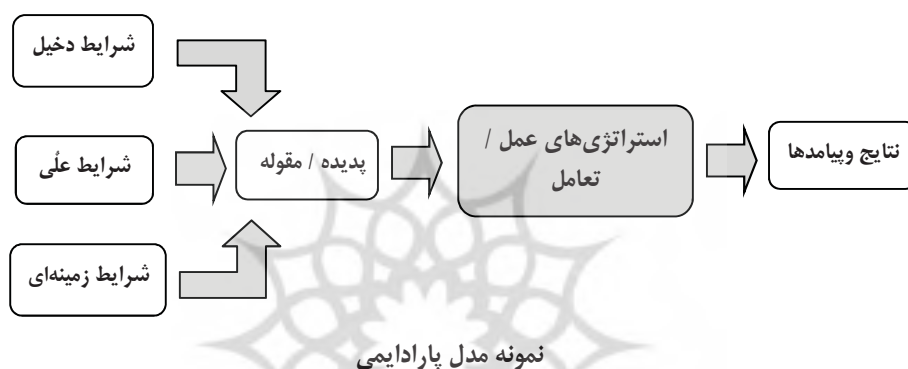 شرایط دخیل
شرایط علّی
شرایط زمینه‌ای
پدیده / مقوله
استراتژی‌های عمل /
تعامل
نتایج وپیامدها
نمونه مدل پارادایمی